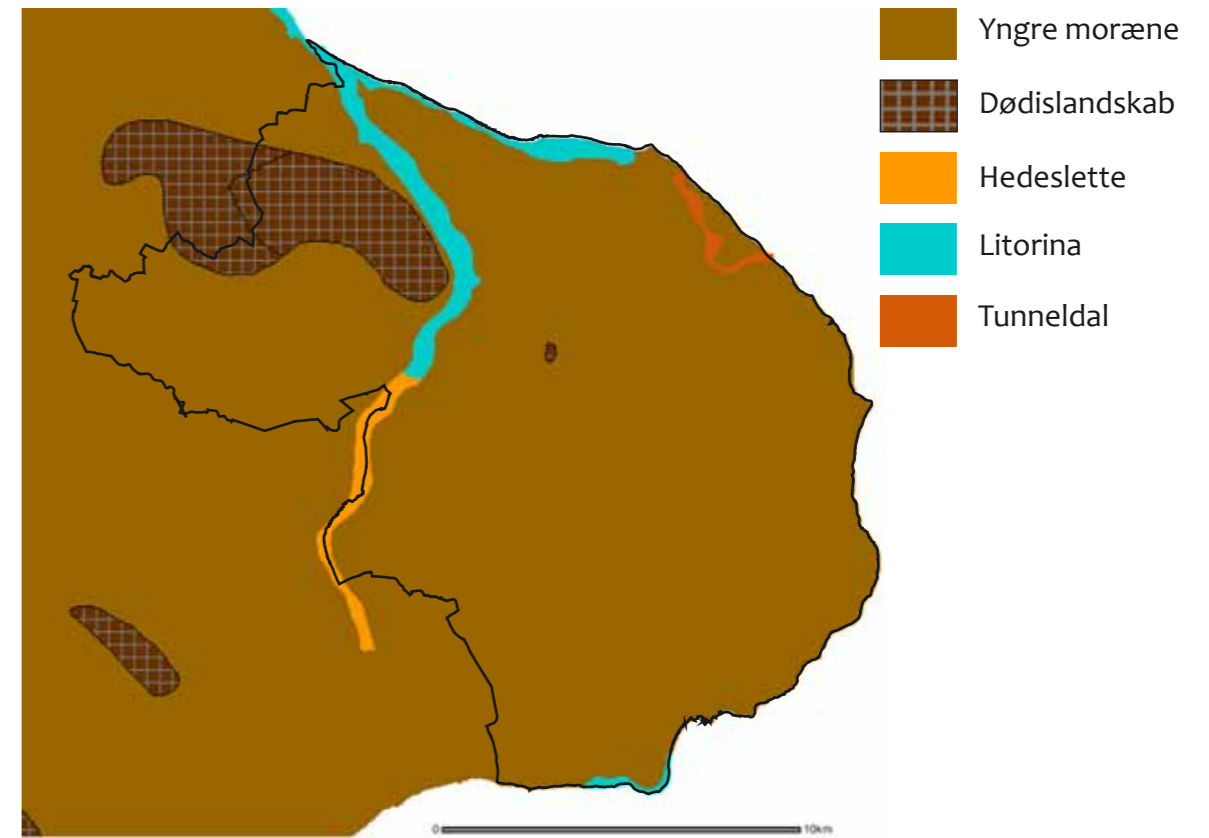 Yngre moræne
Dødislandskab
Hedeslette
Litorina
Tunneldal
0 10km